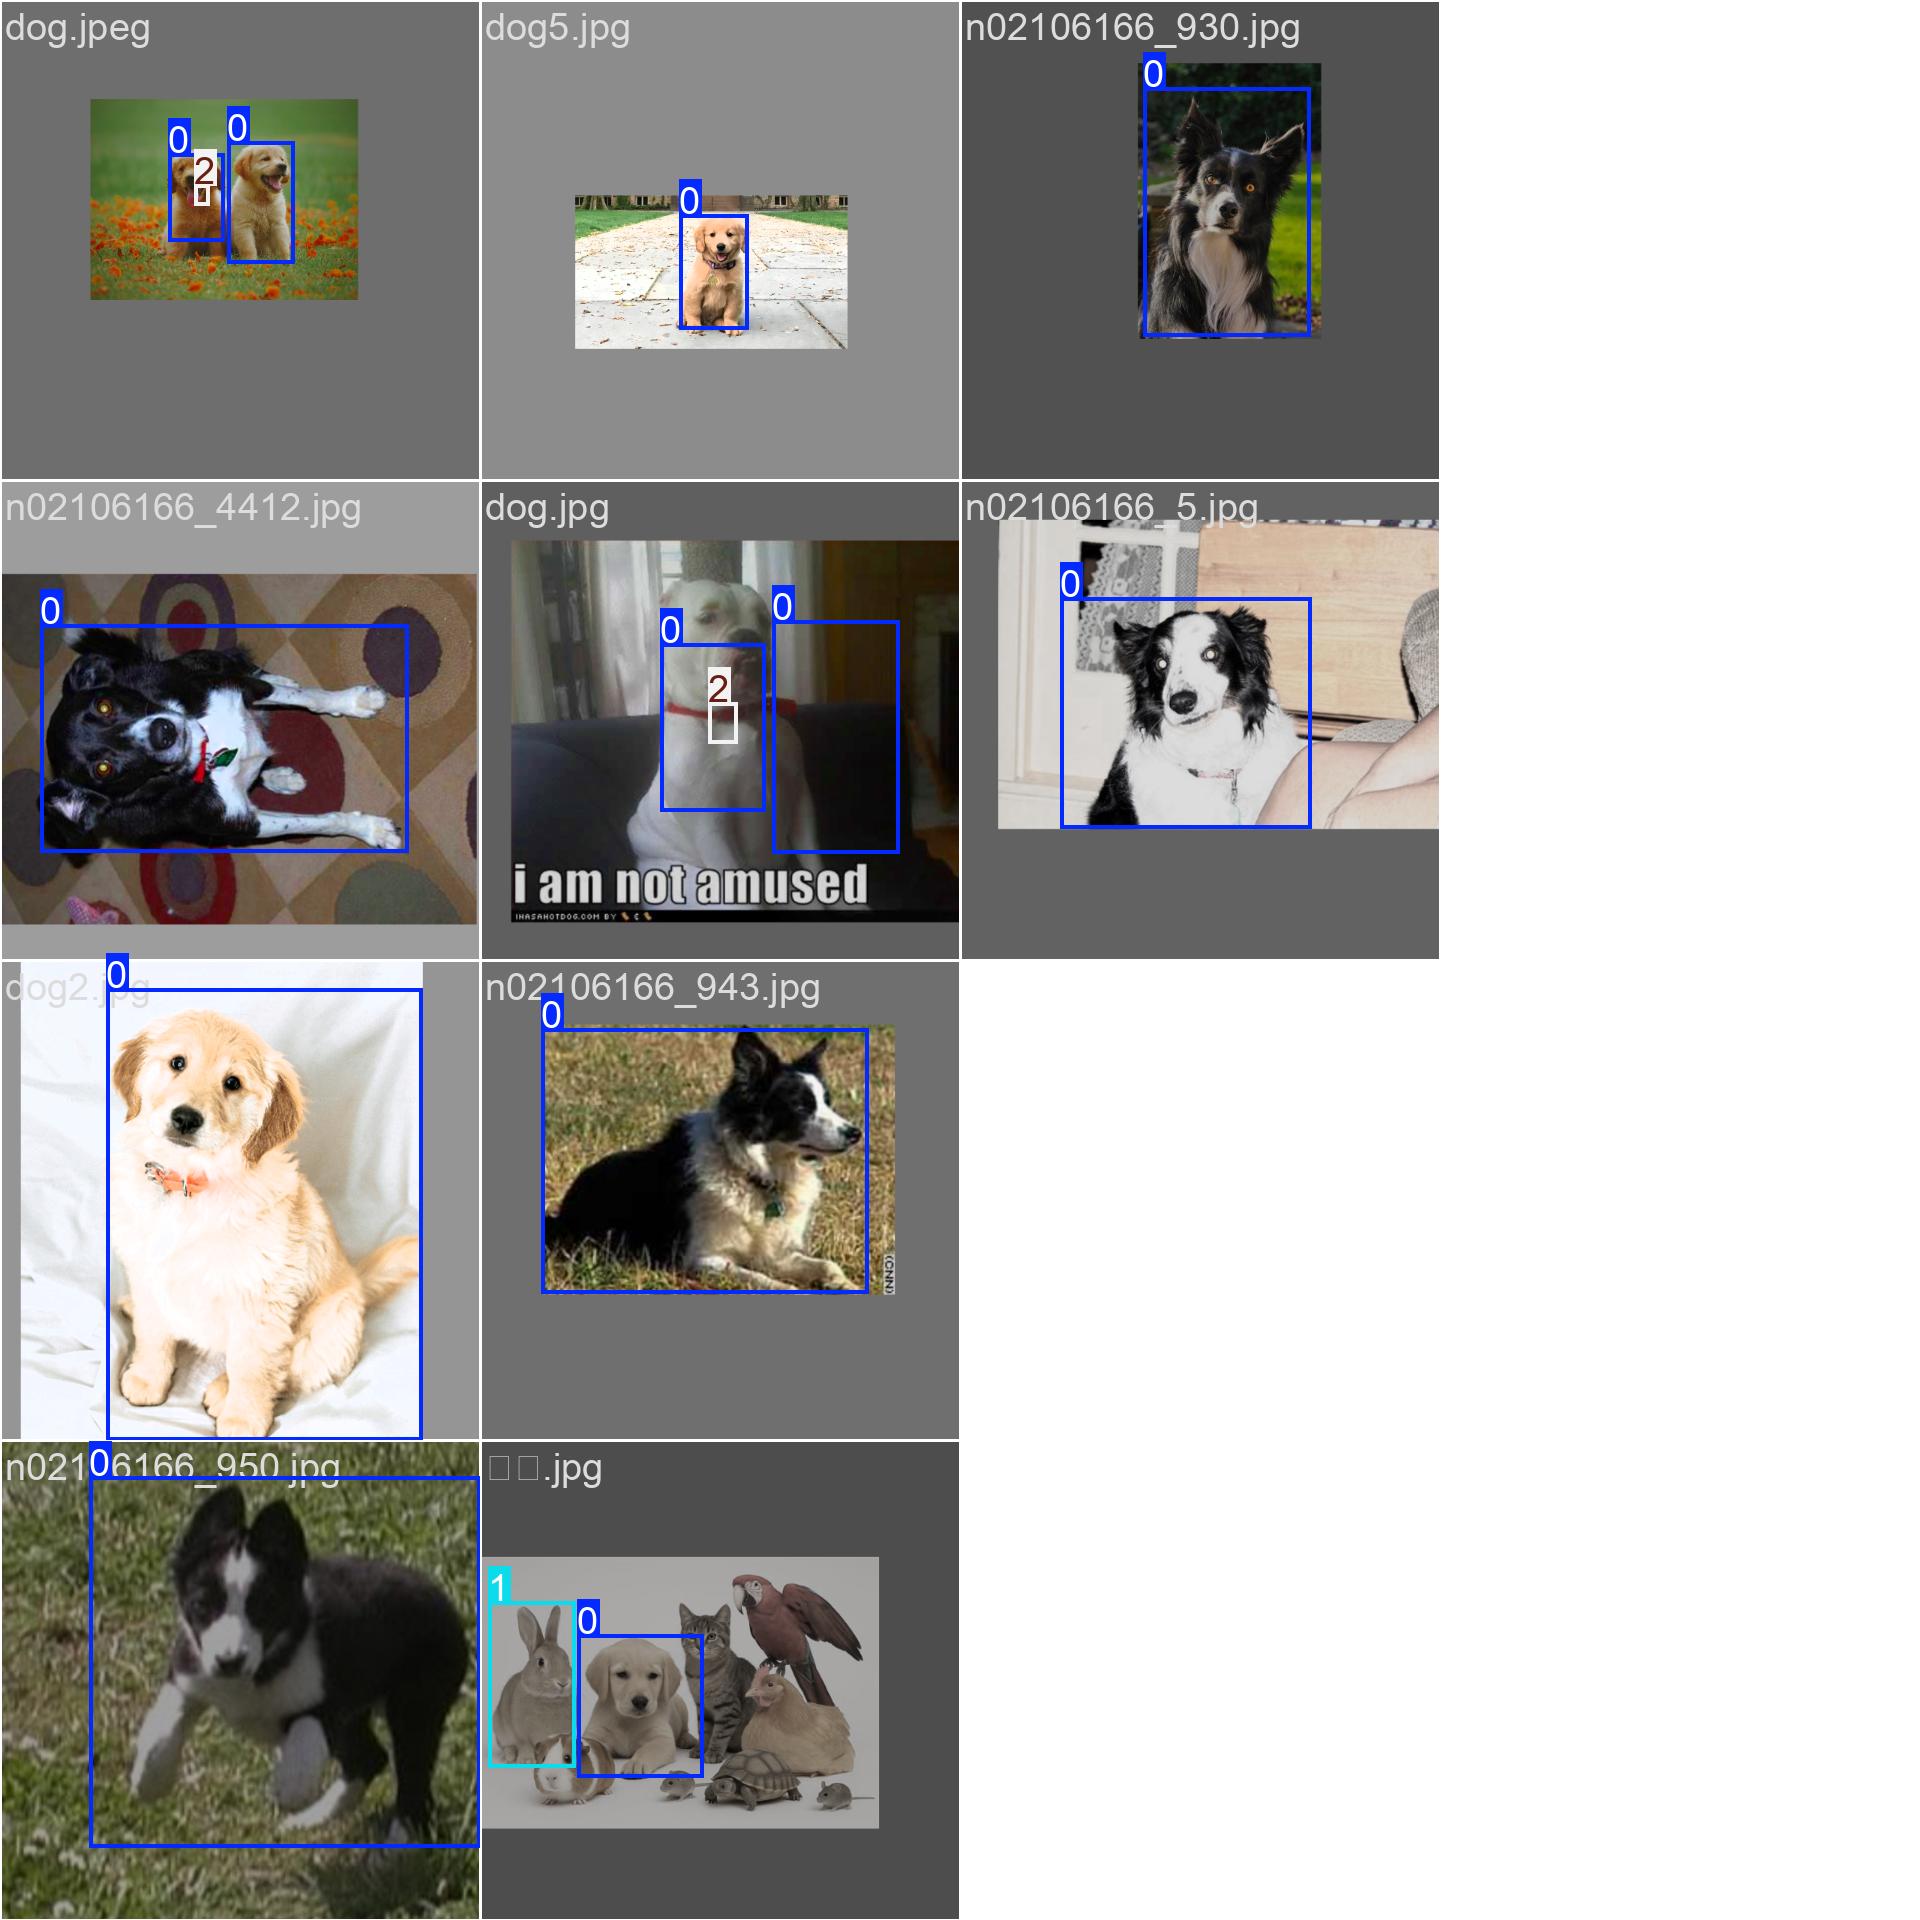 dog.jpeg
0
0
2
dog5.jpg
0
n02106166_930.jpg
0
n02106166_4412.jpg
0
dog.jpg
0
0
2
i am not amused
IHASAHOTDOG.COM BY
n02106166_5.jpg
0
dog2.jpg
0
n02106166_943.jpg
0
(CNN)
n02106166_950.jpg
0
□□.jpg
1
0